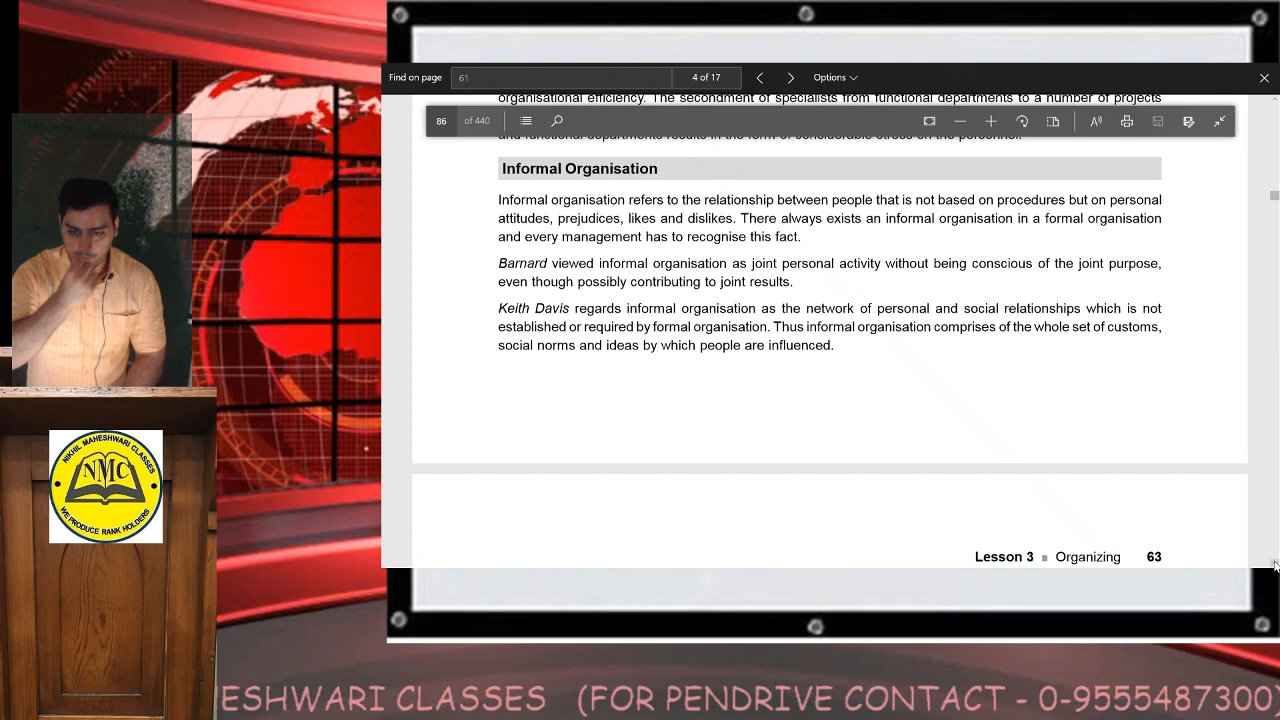 Find on page
61
4 of 17
Options
organisational efficiency. The secondment of specialists from functional departments to a number of projects
86 of 440
Informal Organisation
Informal organisation refers to the relationship between people that is not based on procedures but on personal
attitudes, prejudices, likes and dislikes. There always exists an informal organisation in a formal organisation
and every management has to recognise this fact.
Barnard viewed informal organisation as joint personal activity without being conscious of the joint purpose,
even though possibly contributing to joint results.
Keith Davis regards informal organisation as the network of personal and social relationships which is not
established or required by formal organisation. Thus informal organisation comprises of the whole set of customs,
social norms and ideas by which people are influenced.
Lesson 3 ■ Organizing 63
NIKHIL MAHESHWARI CLASSES
NMC
WE PRODUCE RANK HOLDERS
ESHWARI CLASSES (FOR PENDRIVE CONTACT - 0-9555487300)